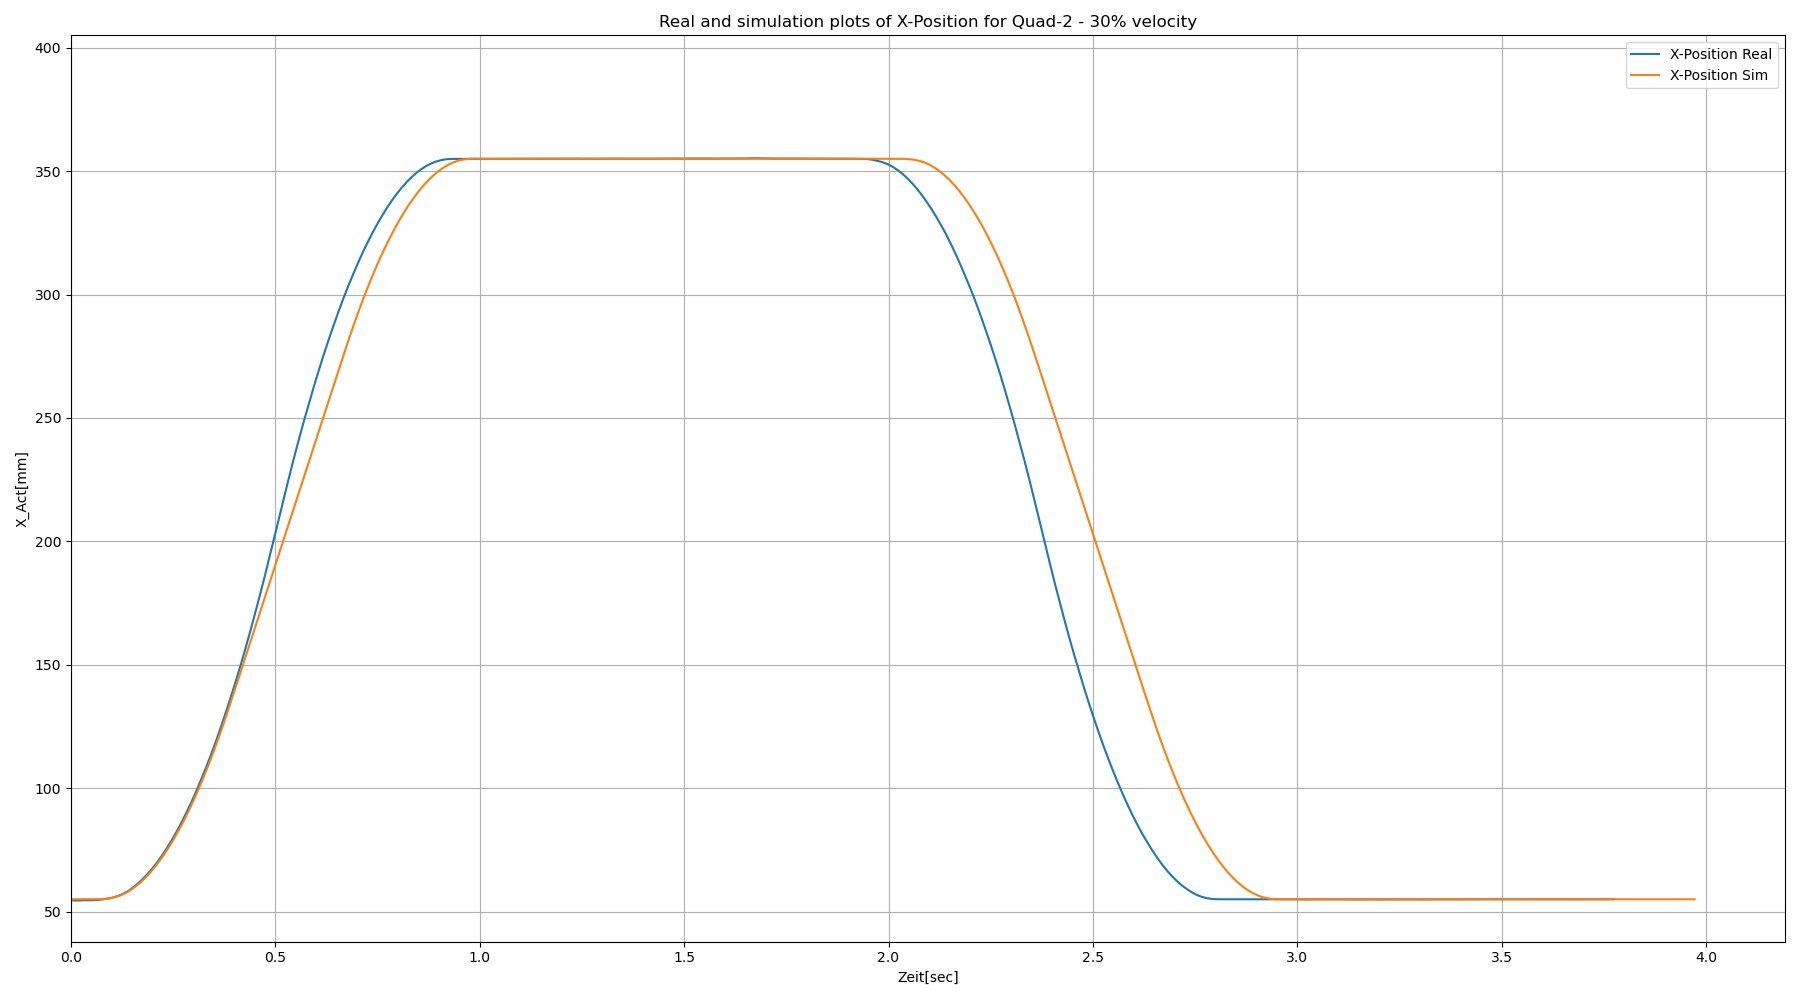 Real and simulation plots of X-Position for Quad-2 - 30% velocity
X-Position Real
X-Position Sim
X_Act[mm]
400
350
300
250
200
150
100
50
0.0 0.5 1.0 1.5 2.0 2.5 3.0 3.5 4.0
Zeit[sec]